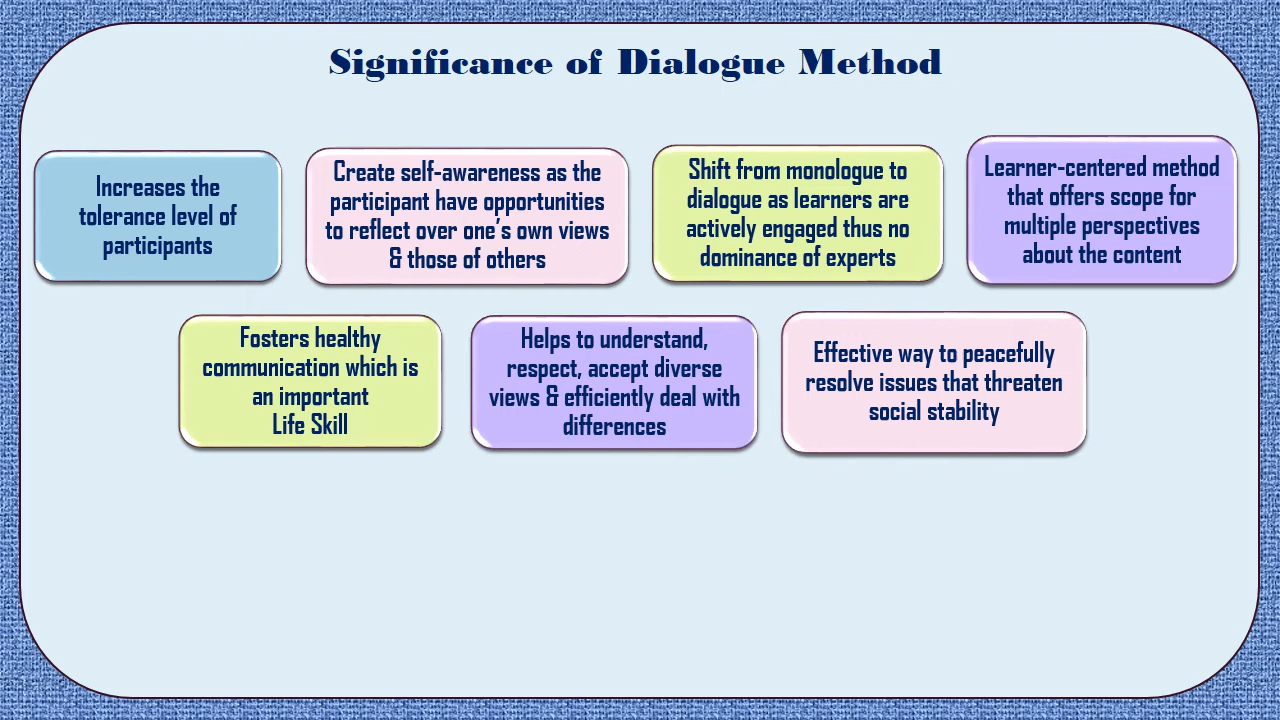 Significance of Dialogue Method
Increases the
tolerance level of
participants
Create self-awareness as the
participant have opportunities
to reflect over one's own views
& those of others
Shift from monologue to
dialogue as learners are
actively engaged thus no
dominance of experts
Learner-centered method
that offers scope for
multiple perspectives
about the content
Fosters healthy
communication which is
an important
Life Skill
Helps to understand,
respect, accept diverse
views & efficiently deal with
differences
Effective way to peacefully
resolve issues that threaten
social stability